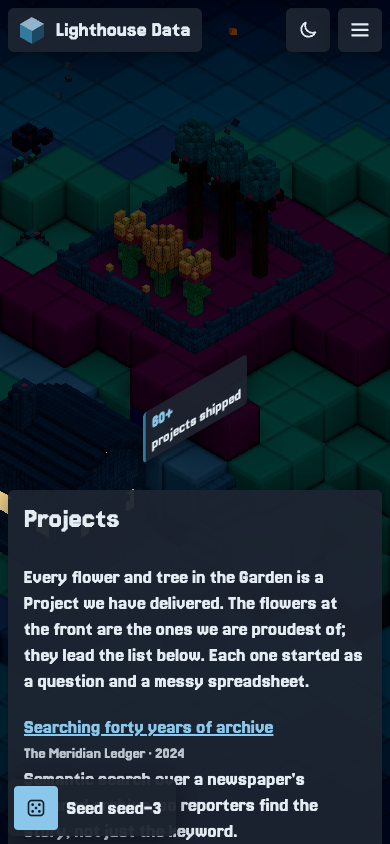 Lighthouse Data
60+
projects shipped
Projects
Every flower and tree in the Garden is a
Project we have delivered. The flowers at
the front are the ones we are proudest of;
they lead the list below. Each one started as
a question and a messy spreadsheet.
Searching forty years of archive
The Meridian Ledger · 2024
Semantic search over a newspaper's
reporters find the
story, not just the keyword.
Seed seed-3